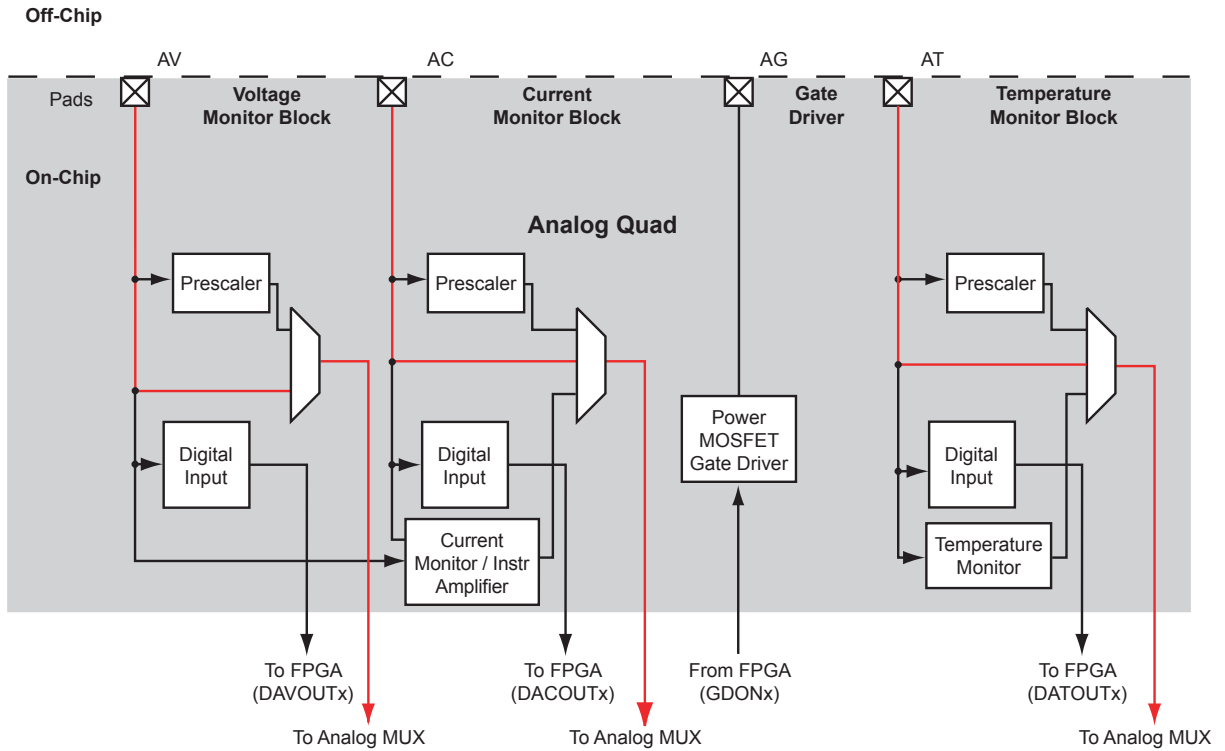 Off-Chip
AV
AC
AG
AT
Pads
Voltage
Monitor Block
Current
Monitor Block
Gate
Driver
Temperature
Monitor Block
On-Chip
Analog Quad
Prescaler
Prescaler
Prescaler
Power
MOSFET
Gate Driver
Digital
Input
Digital
Input
Digital
Input
Current
Monitor / Instr
Amplifier
Temperature
Monitor
To FPGA
(DAVOUTx)
To FPGA
(DACOUTx)
From FPGA
(GDONx)
To FPGA
(DATOUTx)
To Analog MUX
To Analog MUX
To Analog MUX